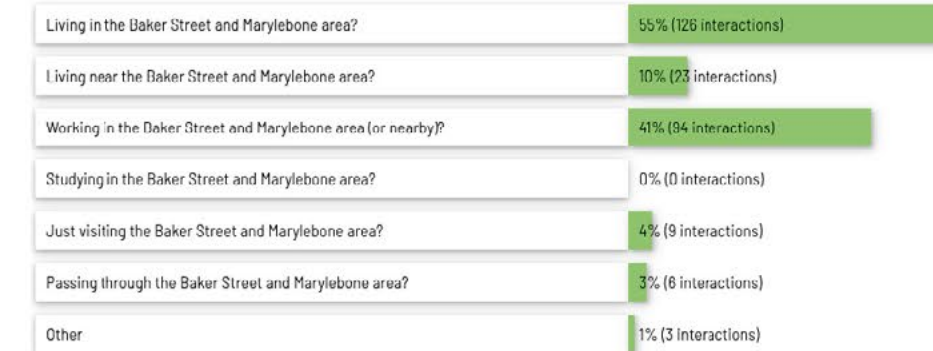 Living in the Baker Street and Marylebone area? 55% (126 interactions)
Living near the Baker Street and Marylebone area? 10% (23 interactions)
Working in the Baker Street and Marylebone area (or nearby)? 41% (94 interactions)
Studying in the Baker Street and Marylebone area? 0% (0 interactions)
Just visiting the Baker Street and Marylebone area? 4% (9 interactions)
Passing through the Baker Street and Marylebone area? 3% (6 interactions)
Other 1% (3 interactions)